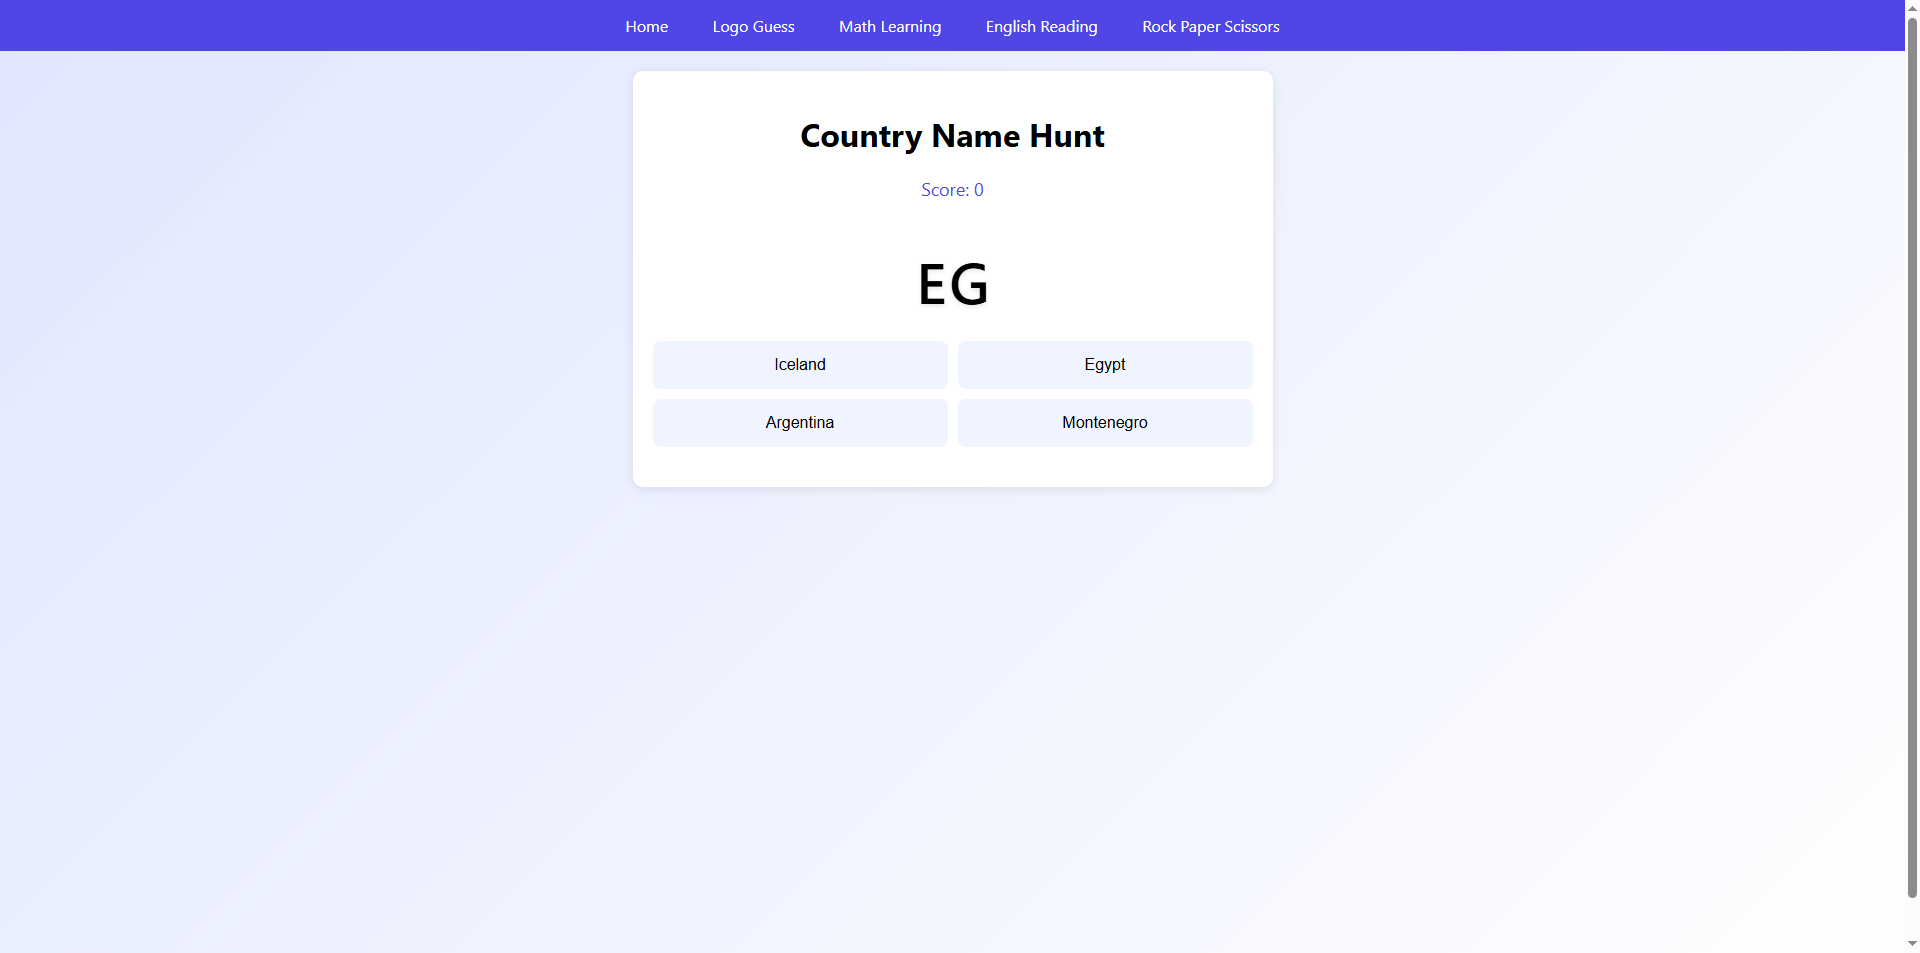 Home Logo Guess Math Learning English Reading Rock Paper Scissors
Country Name Hunt
Score: 0
EG
Iceland Egypt
Argentina Montenegro